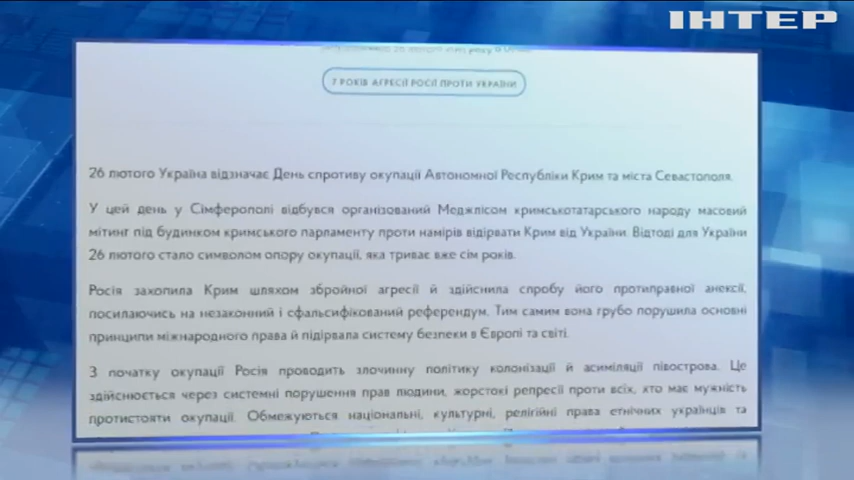 ІНТЕР
7 РОКІВ АГРЕСІЇ РОСІЇ ПРОТИ УКРАЇНИ
26 лютого Україна відзначає День спротиву окупації Автономної Республіки Крим та міста Севастополя.
У цей день у Сімферополі відбувся організований Меджлісом кримськотатарського народу масовий
мітинг під будинком кримського парламенту проти намірів відірвати Крим від України. Відтоді для України
26 лютого стало символом опору окупації, яка триває вже сім років.
Росія захопила Крим шляхом збройної агресії й здійснила спробу його протиправної анексії,
посилаючись на незаконний і сфальсифікований референдум. Тим самим вона грубо порушила основні
принципи міжнародного права й підірвала систему безпеки в Європі та світі.
З початку окупації Росія проводить злочинну політику колонізації й асиміляції півострова. Це
здійснюється через системні порушення прав людини, жорстокі репресії проти всіх, хто має мужність
протистояти окупації. Обмежуються національні, культурні, релігійні права етнічних українців та